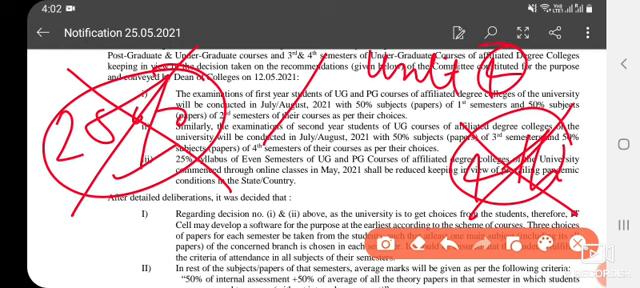 4:02
Notification 25.05.2021
Post-Graduate & Under-Graduate courses and 3rd & 4th semesters of Under-Graduate Courses of affiliated Degree Colleges
keeping in view the decision taken on the recommendations (given below) of the Committee constituted for the purpose
and conveyed by Dean of Colleges on 12.05.2021:
unit
25%
i) The examinations of first year students of UG and PG courses of affiliated degree colleges of the university
will be conducted in July/August, 2021 with 50% subjects (papers) of 1st semesters and 50% subjects
(papers) of 2nd semesters of their courses as per their choices.
ii) Similarly, the examinations of second year students of UG courses of affiliated degree colleges of the
university will be conducted in July/August, 2021 with 50% subjects (papers) of 3rd semesters and 50%
subjects (papers) of 4th semesters of their courses as per their choices.
iii) 25% syllabus of Even Semesters of UG and PG Courses of affiliated degree colleges of the University
commenced through online classes in May, 2021 shall be reduced keeping in view of prevailing pandemic
conditions in the State/Country.
After detailed deliberations, it was decided that:
I) Regarding decision no. (i) & (ii) above, as the university is to get choices from the students, therefore, IT
Cell may develop a software for the purpose at the earliest according to the scheme of courses. Three choices
of papers for each semester be taken from the students
papers) of the concerned branch is chosen in each
the criteria of attendance in all subjects of their semesters.
II) In rest of the subjects/papers of that semesters, average marks will be given as per the following criteria:
"50% of internal assessment +50% of average of all the theory papers in that semester in which students